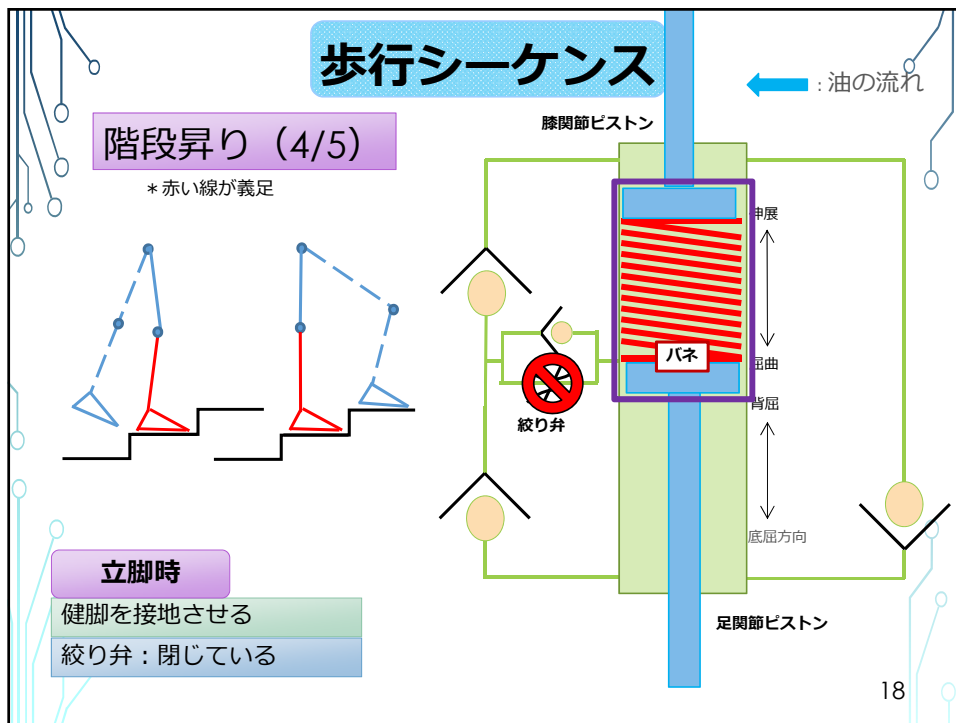 歩行シーケンス
:油の流れ
階段昇り（4/5）
＊赤い線が義足
膝関節ピストン
伸展
バネ
屈曲
背屈
絞り弁
底屈方向
足関節ピストン
立脚時
健脚を接地させる
絞り弁：閉じている
18